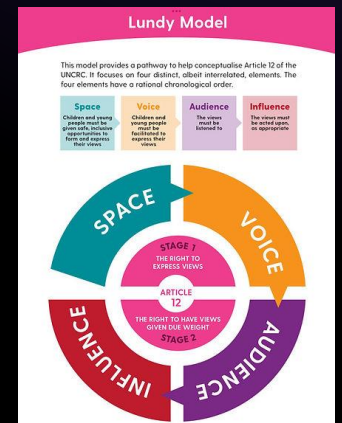 Lundy Model
This model provides a pathway to help conceptualise Article 12 of the
UNCRC. It focuses on four distinct, albeit interrelated, elements. The
four elements have a rational chronological order.
Space
Children and young
people must be
given safe, inclusive
opportunities to
form and express
their views
Voice
Children and
young people
must be
facilitated to
express their
views
Audience
The views
must be
listened to
Influence
The views must
be acted upon,
as appropriate
SPACE
VOICE
AUDIENCE
INFLUENCE
STAGE 1
THE RIGHT TO
EXPRESS VIEWS
ARTICLE
12
THE RIGHT TO HAVE VIEWS
GIVEN DUE WEIGHT
STAGE 2